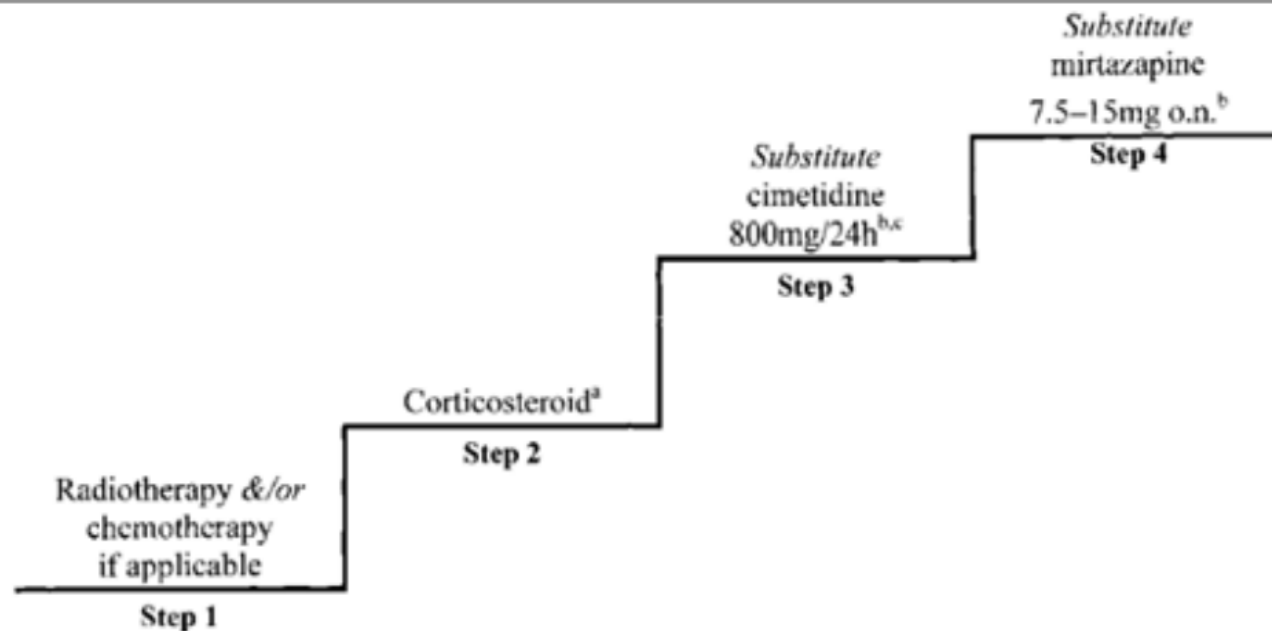 Substitute
mirtazapine
7.5–15mg o.n.ᵇ
Step 4
Substitute
cimetidine
800mg/24hᵇ,ᶜ
Step 3
Corticosteroidᵃ
Step 2
Radiotherapy &/or
chemotherapy
if applicable
Step 1